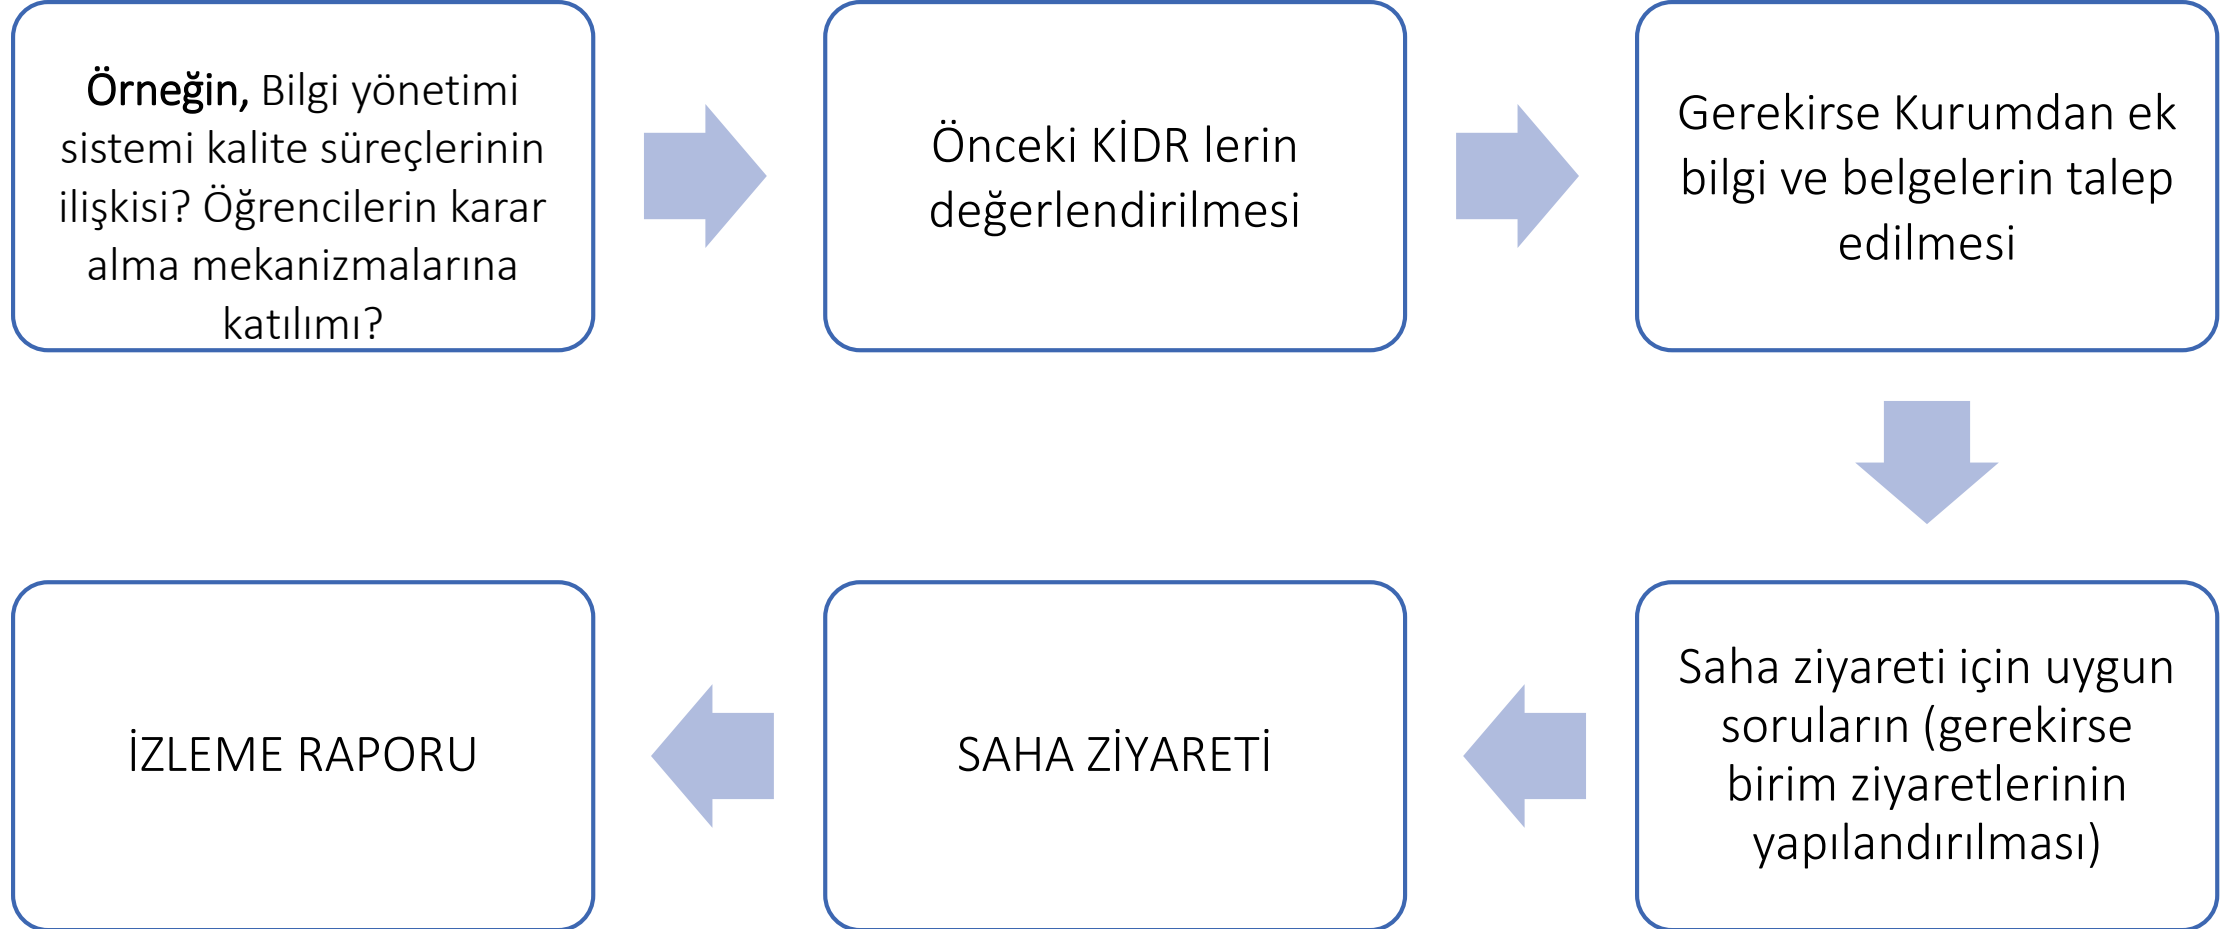 Örneğin, Bilgi yönetimi
sistemi kalite süreçlerinin
ilişkisi? Öğrencilerin karar
alma mekanizmalarına
katılımı?
Önceki KİDR lerin
değerlendirilmesi
Gerekirse Kurumdan ek
bilgi ve belgelerin talep
edilmesi
Saha ziyareti için uygun
soruların (gerekirse
birim ziyaretlerinin
yapılandırılması)
SAHA ZİYARETİ
İZLEME RAPORU